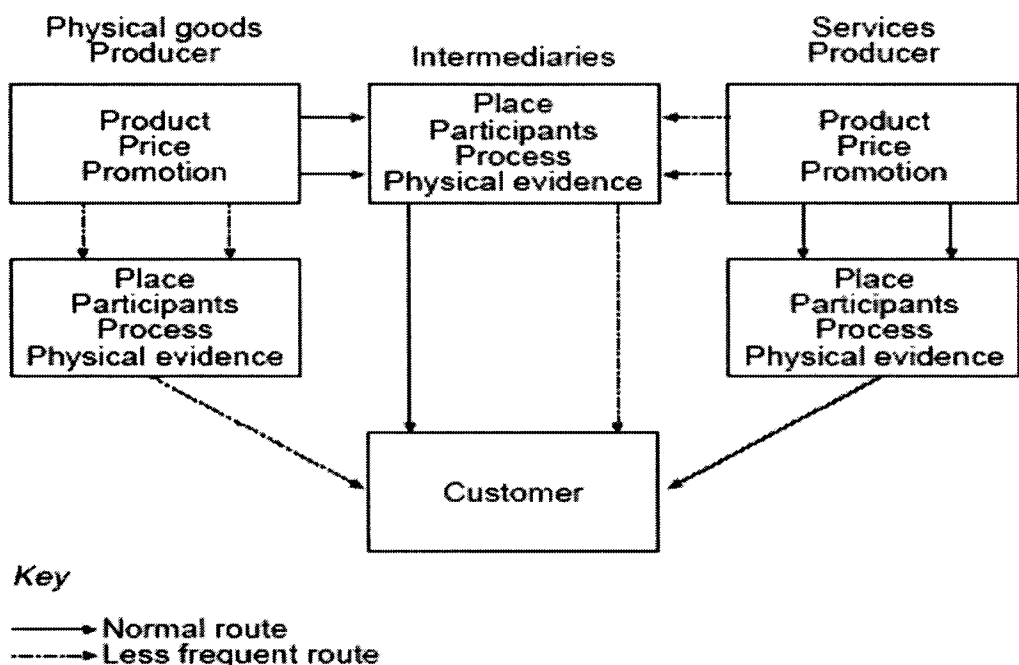 Physical goods
Producer
Intermediaries
Services
Producer
Product
Price
Promotion
Place
Participants
Process
Physical evidence
Product
Price
Promotion
Place
Participants
Process
Physical evidence
Place
Participants
Process
Physical evidence
Customer
Key
Normal route
Less frequent route